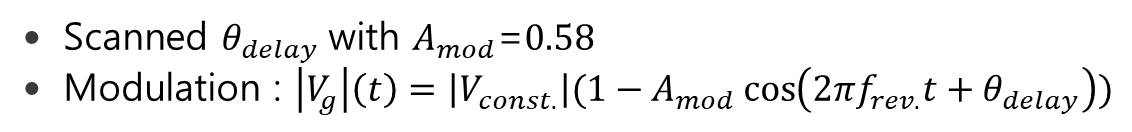 • Scanned θ_delay with A_mod=0.58
• Modulation : |V_g|(t) = |V_const.|(1 − A_mod cos(2πf_rev.t + θ_delay))